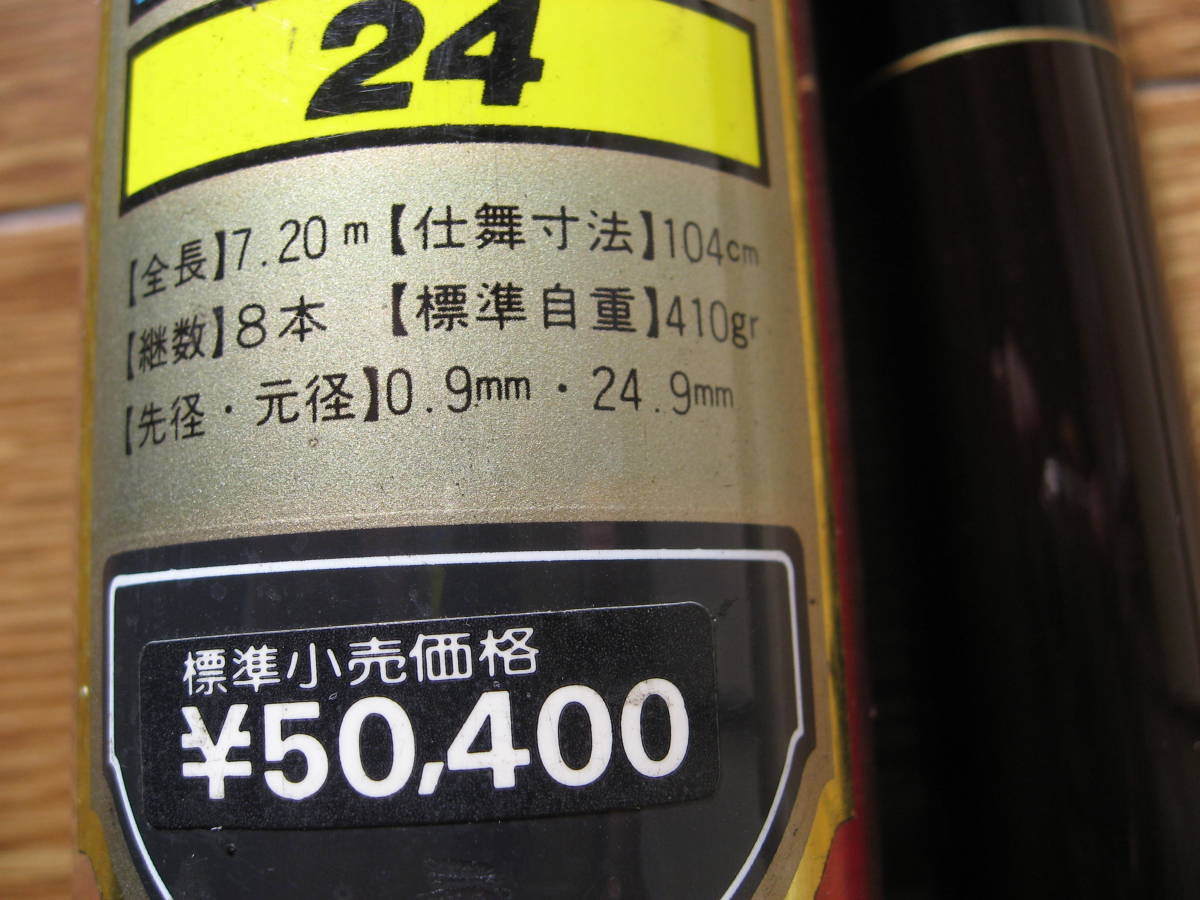 24
【全長】7.20m【仕舞寸法】104cm
【継数】8本 【標準自重】410gr
【先径・元径】0.9mm・24.9mm
標準小売価格
¥50,400